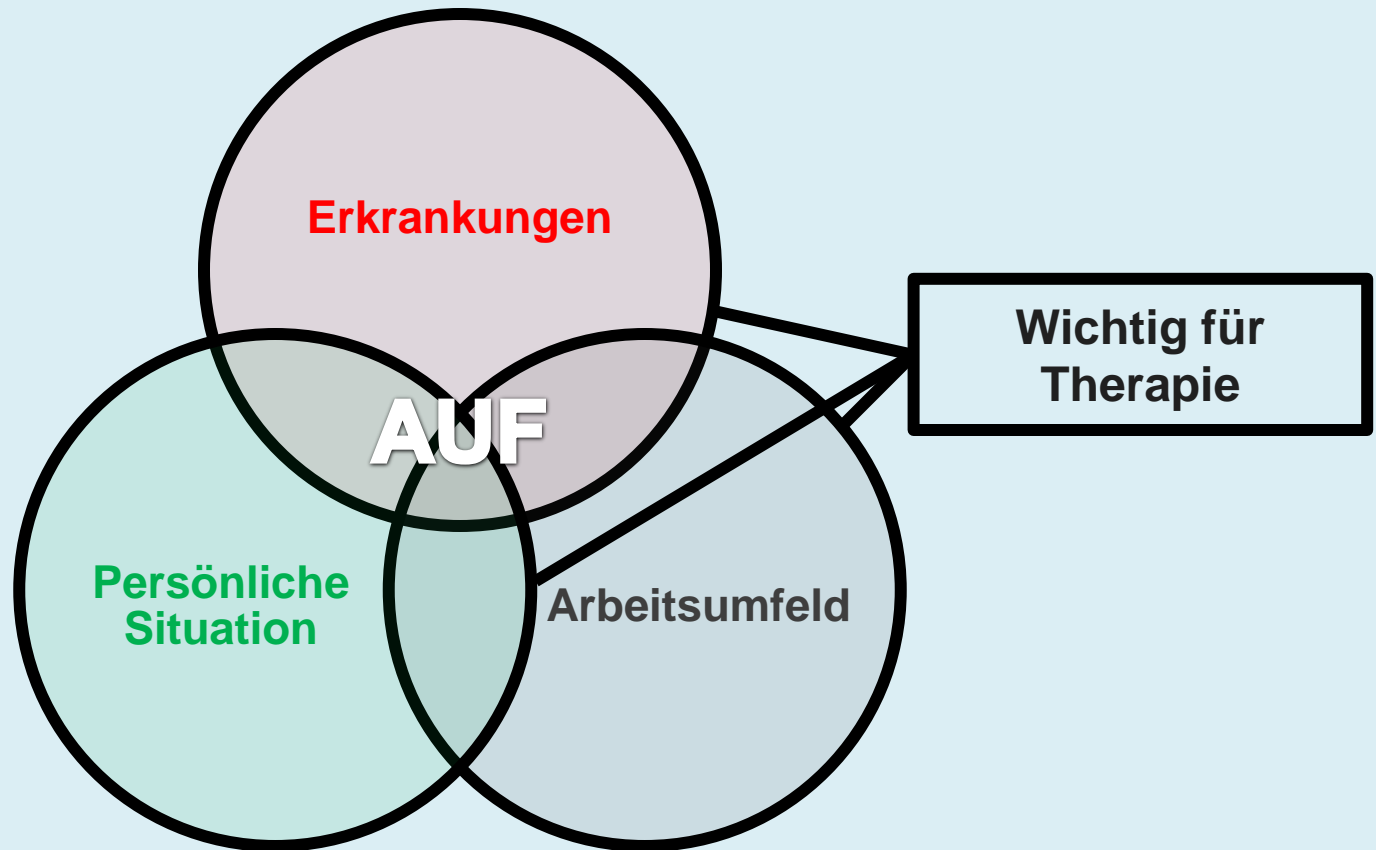 Erkrankungen
Wichtig für
Therapie
AUF
Persönliche
Situation
Arbeitsumfeld